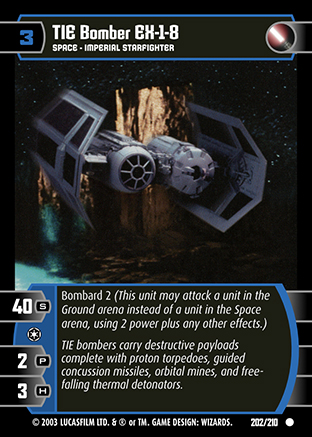 3
TIE Bomber EX-1-8
SPACE - IMPERIAL STARFIGHTER
40 S
2 P
3 H
Bombard 2 (This unit may attack a unit in the
Ground arena instead of a unit in the Space
arena, using 2 power plus any other effects.)
TIE bombers carry destructive payloads
complete with proton torpedoes, guided
concussion missiles, orbital mines, and free-
falling thermal detonators.
© 2003 LUCASFILM LTD. & ® or TM. GAME DESIGN: WIZARDS.
202/210